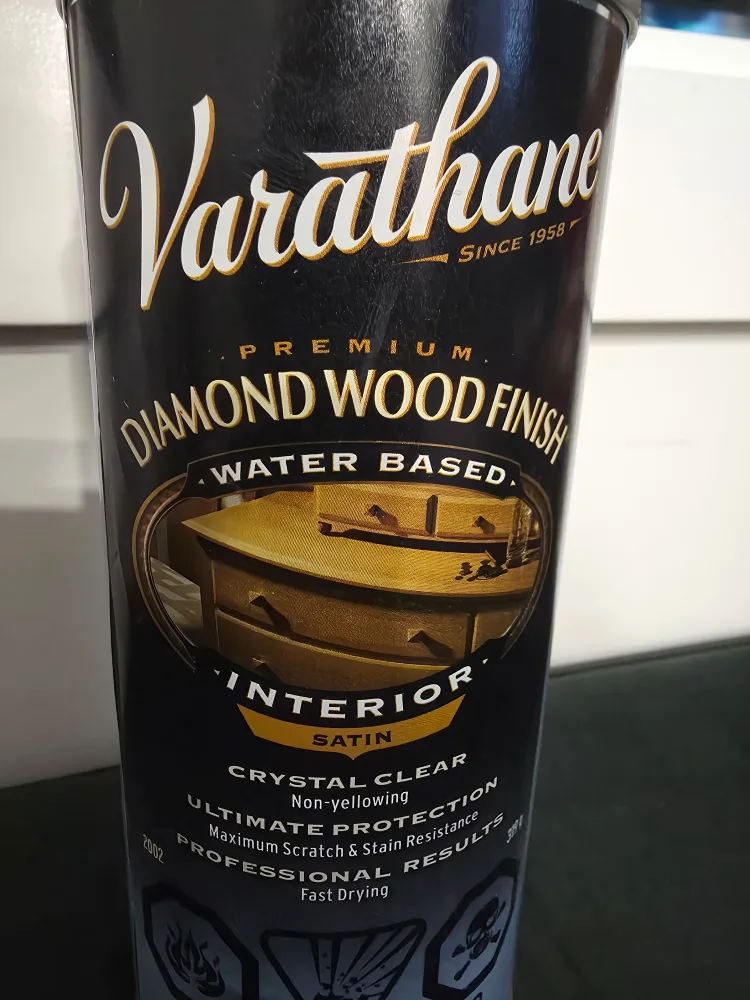 Varathane
SINCE 1958
PREMIUM
DIAMOND WOOD FINISH
WATER BASED
INTERIOR
SATIN
CRYSTAL CLEAR
Non-yellowing
ULTIMATE PROTECTION
Maximum Scratch & Stain Resistance
2002 PROFESSIONAL RESULTS
Fast Drying